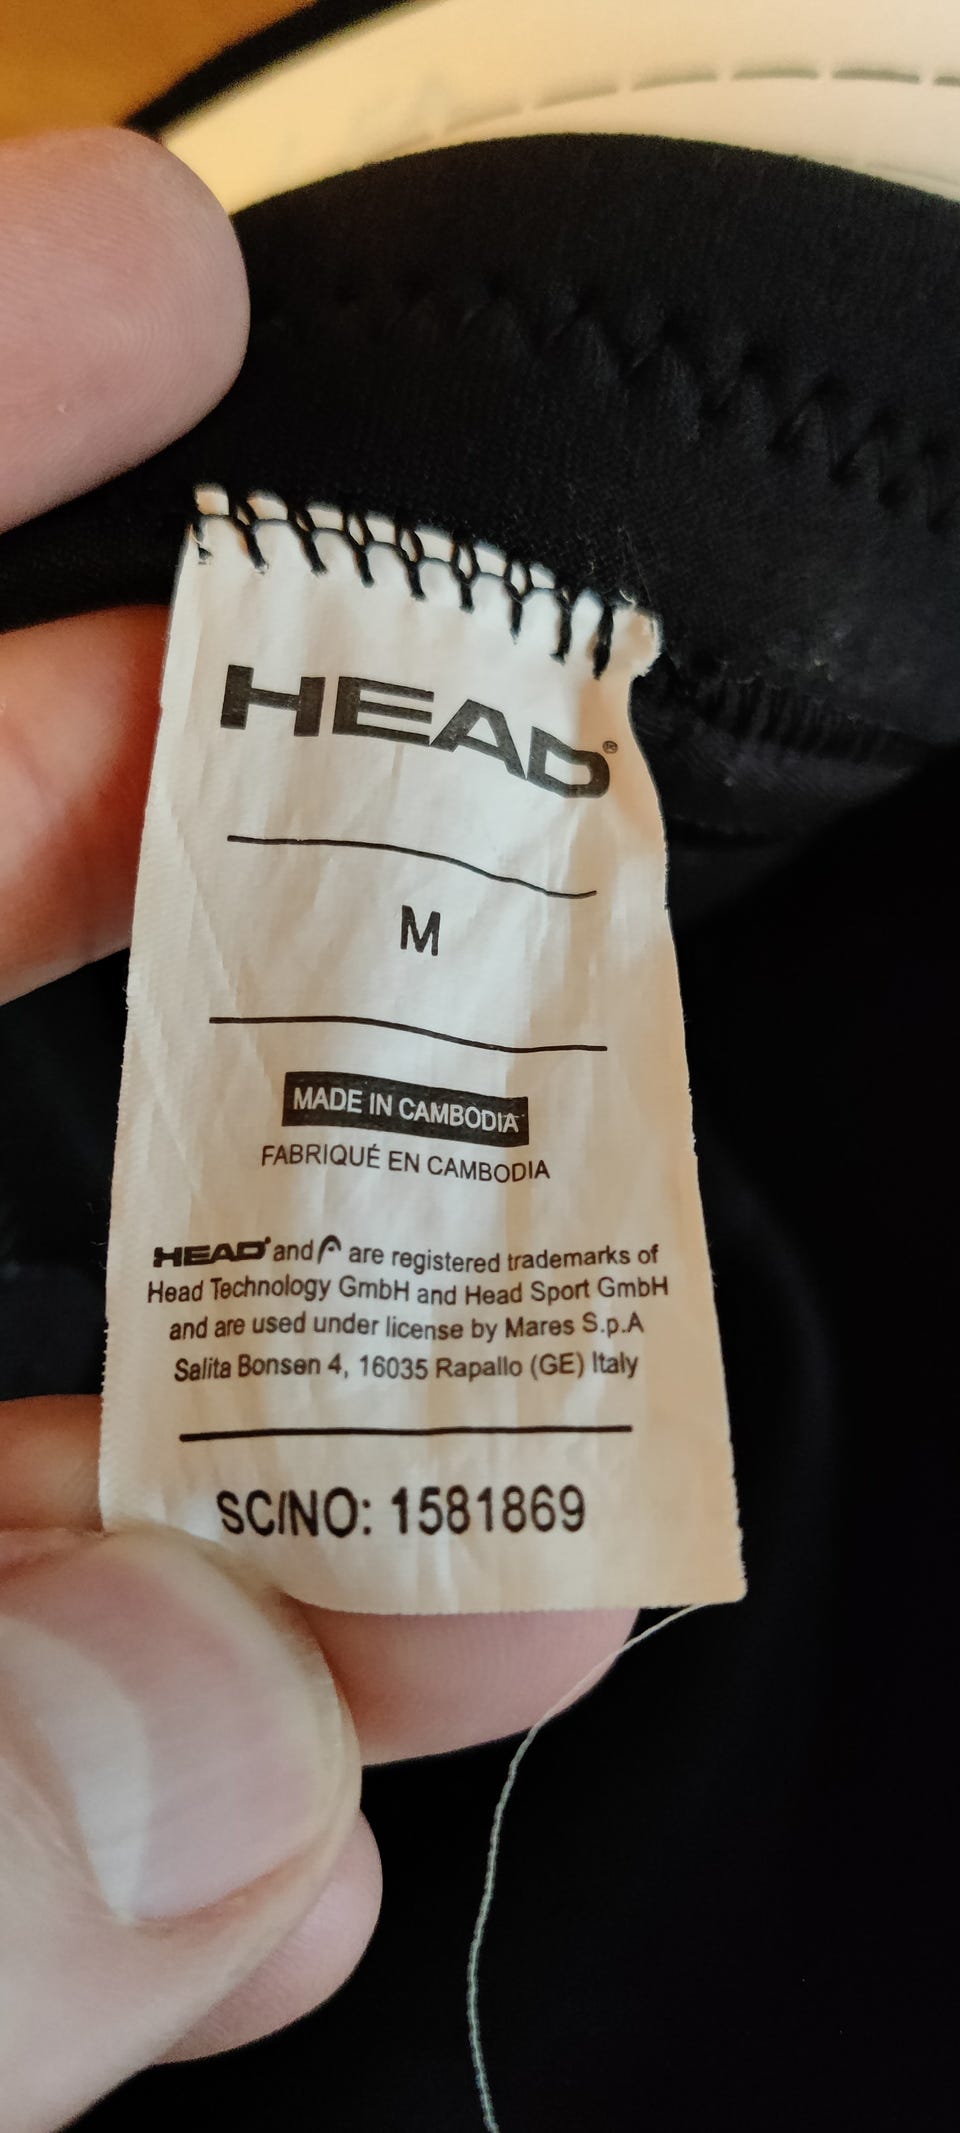 HEAD®
M
MADE IN CAMBODIA
FABRIQUÉ EN CAMBODIA
HEAD® and are registered trademarks of
Head Technology GmbH and Head Sport GmbH
and are used under license by Mares S.p.A
Salita Bonsen 4, 16035 Rapallo (GE) Italy
SC/NO: 1581869